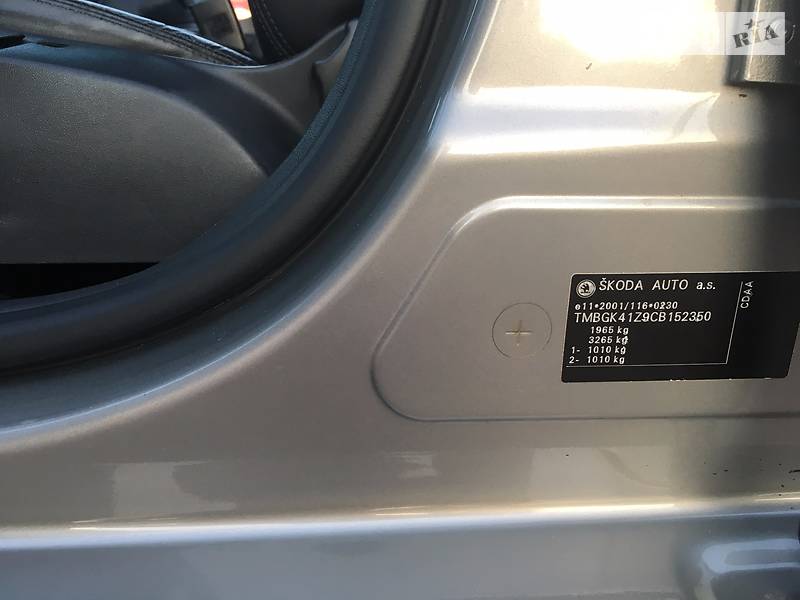 RIA
ŠKODA AUTO a.s.
e11*2001/116*0230
TMBGK41Z9CB152350
1965 kg
3265 kg
1- 1010 kg
2- 1010 kg
CDAA